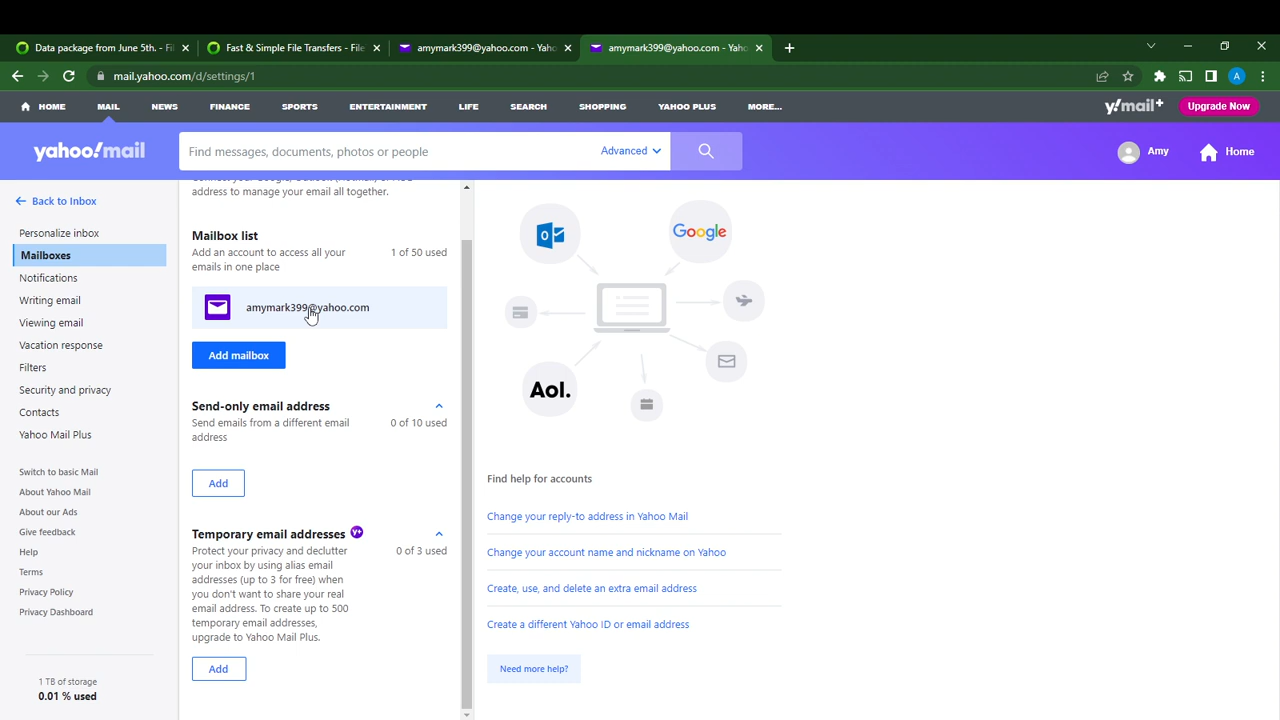 Data package from June 5th. - Fil
Fast & Simple File Transfers - File
amymark399@yahoo.com - Yaho
amymark399@yahoo.com - Yaho
mail.yahoo.com/d/settings/1
A
HOME MAIL NEWS FINANCE SPORTS ENTERTAINMENT LIFE SEARCH SHOPPING YAHOO PLUS MORE... y!mail+ Upgrade Now
yahoo!mail
Find messages, documents, photos or people
Advanced
Amy
Home
Back to Inbox
Personalize inbox
Mailboxes
Notifications
Writing email
Viewing email
Vacation response
Filters
Security and privacy
Contacts
Yahoo Mail Plus
Switch to basic Mail
About Yahoo Mail
About our Ads
Give feedback
Help
Terms
Privacy Policy
Privacy Dashboard
1 TB of storage
0.01 % used
address to manage your email all together.
Mailbox list
Add an account to access all your
emails in one place
1 of 50 used
amymark399@yahoo.com
Add mailbox
Send-only email address
Send emails from a different email
address
0 of 10 used
Add
Temporary email addresses Y+
Protect your privacy and declutter
your inbox by using alias email
addresses (up to 3 for free) when
you don't want to share your real
email address. To create up to 500
temporary email addresses,
upgrade to Yahoo Mail Plus.
0 of 3 used
Add
Google
Aol.
Find help for accounts
Change your reply-to address in Yahoo Mail
Change your account name and nickname on Yahoo
Create, use, and delete an extra email address
Create a different Yahoo ID or email address
Need more help?